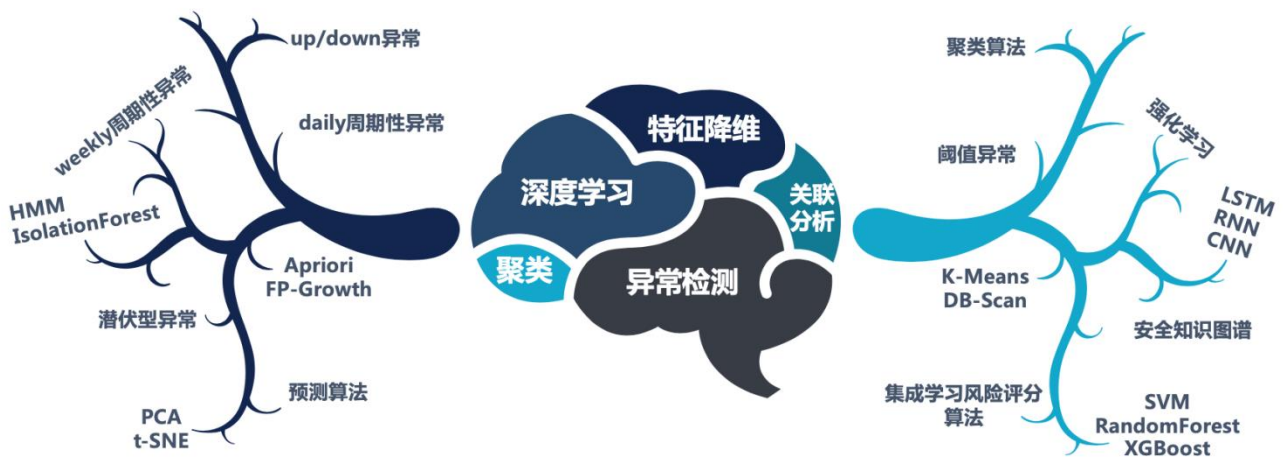 up/down异常
weekly周期性异常
daily周期性异常
HMM
IsolationForest
Apriori
FP-Growth
潜伏型异常
预测算法
PCA
t-SNE
特征降维
深度学习
关联
分析
聚类
异常检测
聚类算法
强化学习
阈值异常
LSTM
RNN
CNN
K-Means
DB-Scan
安全知识图谱
集成学习风险评分
算法
SVM
RandomForest
XGBoost